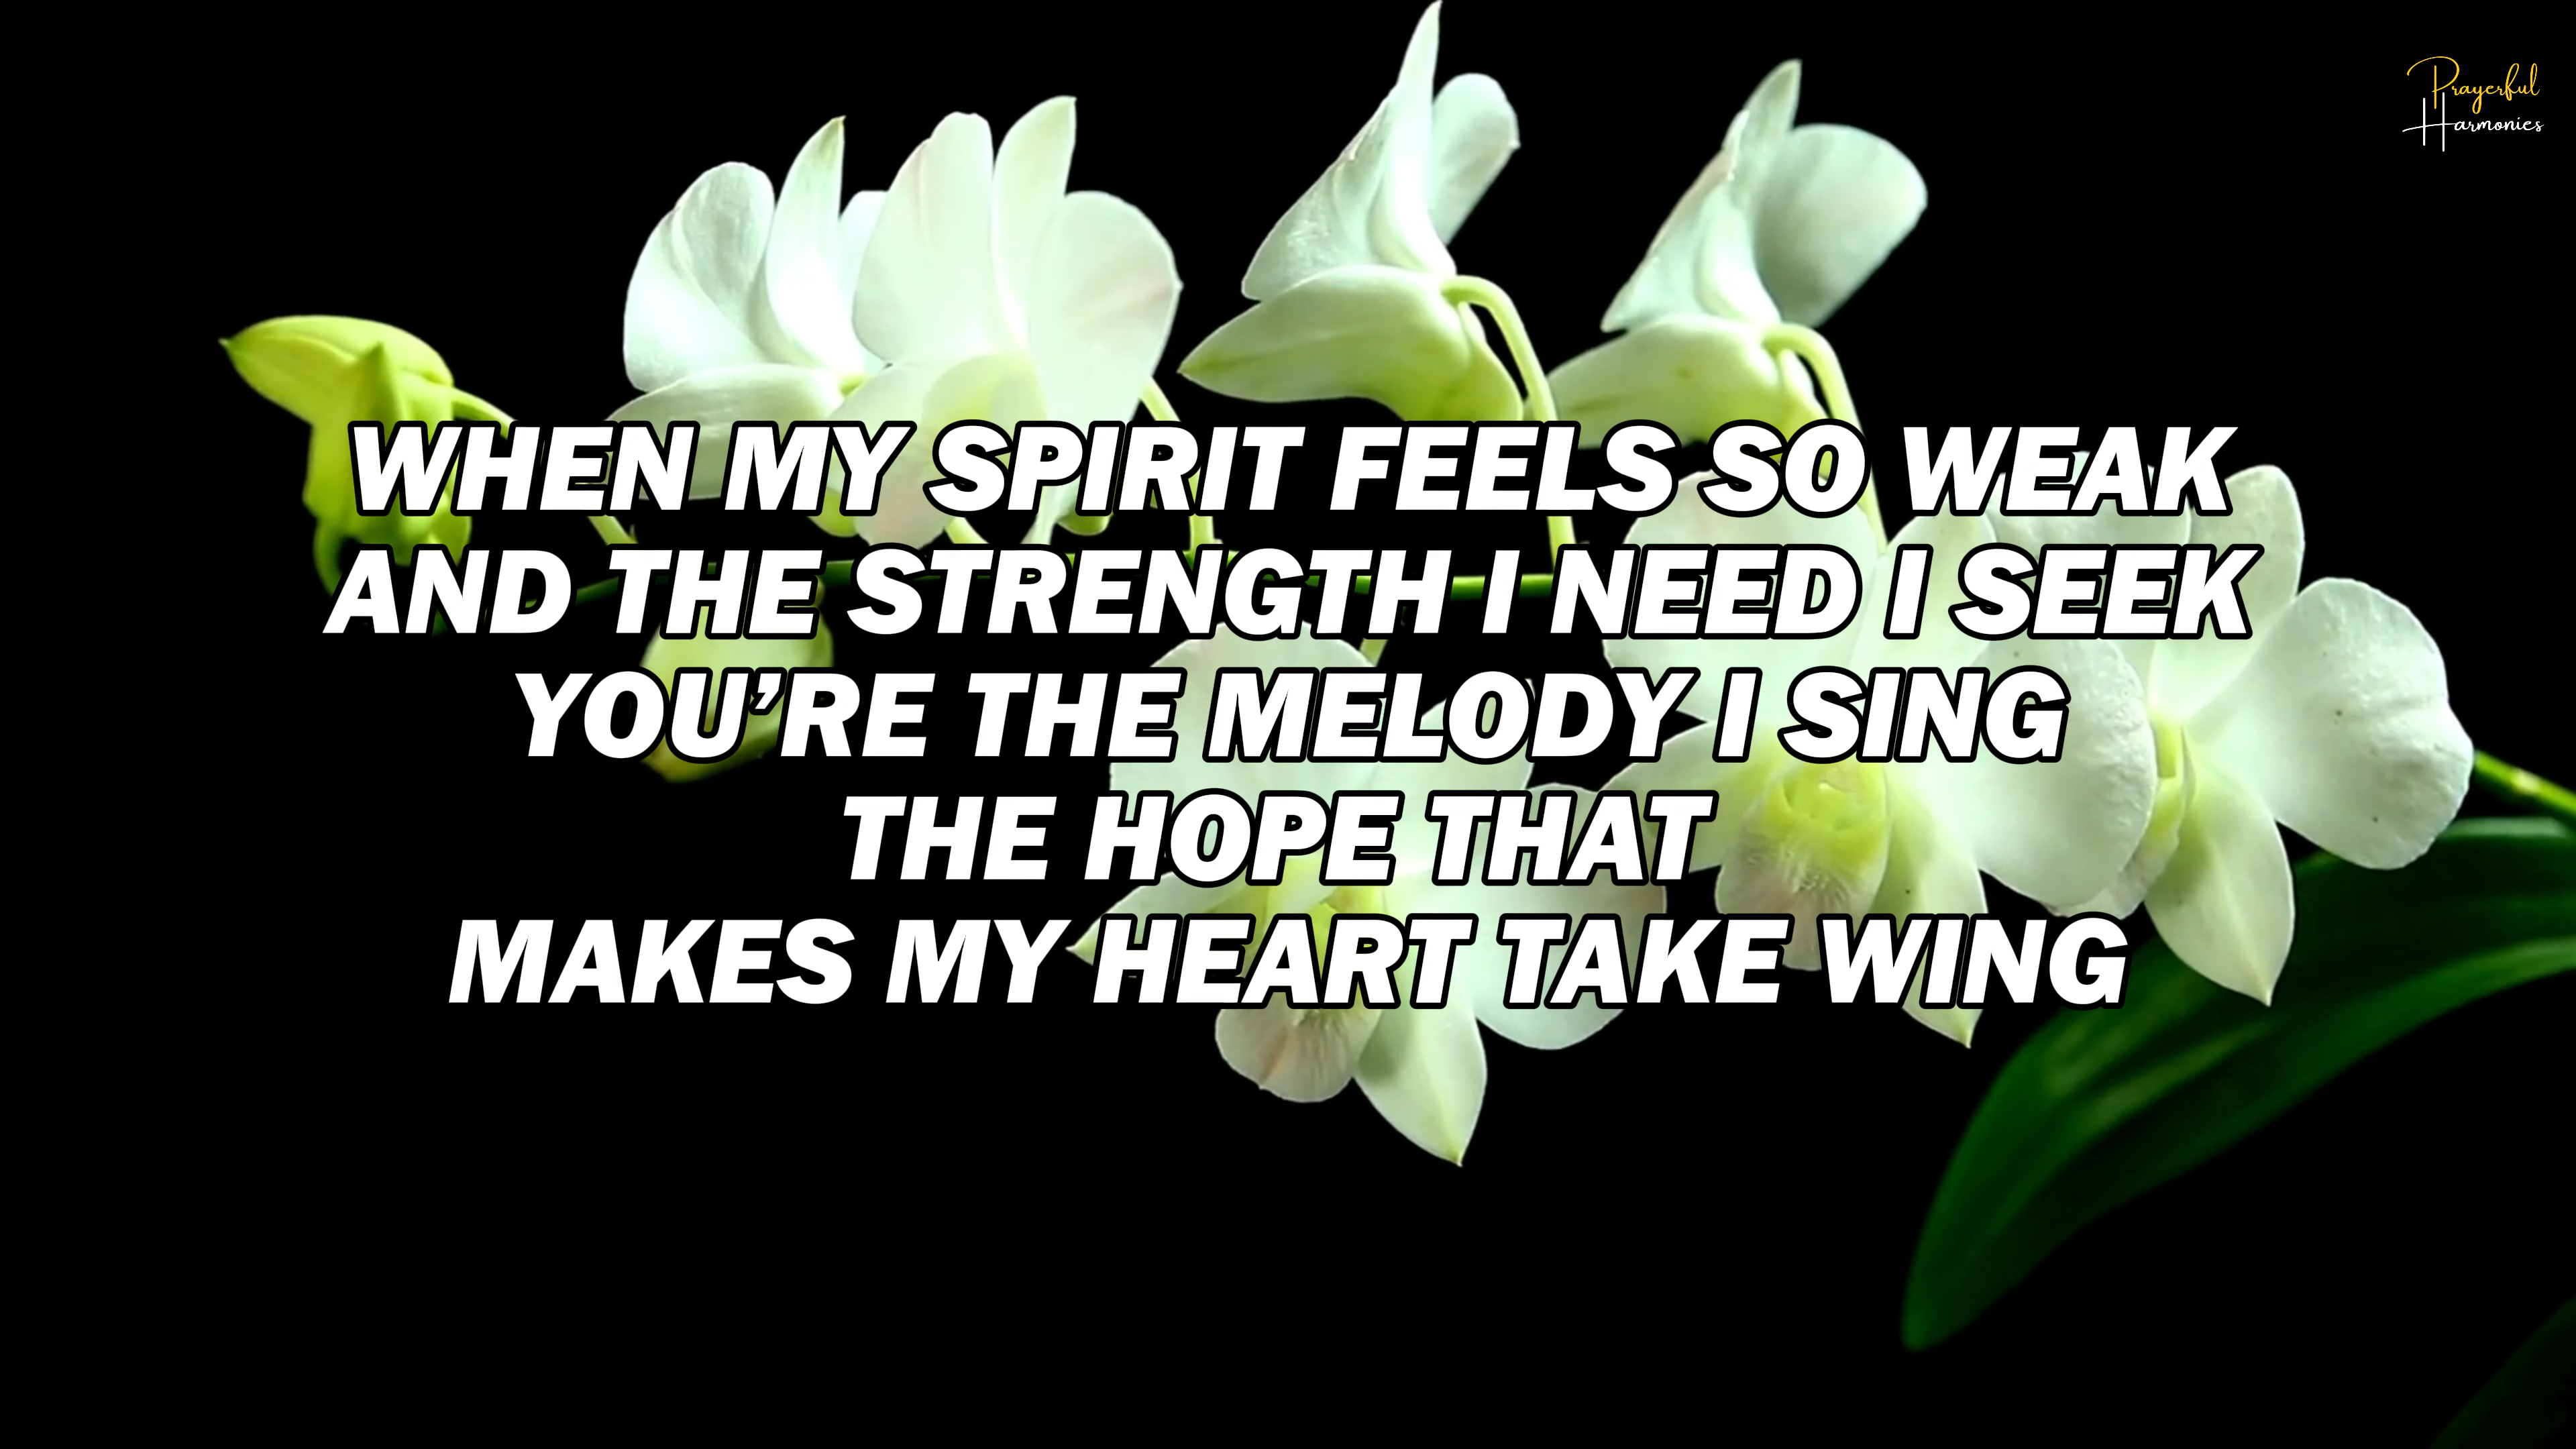 Prayerful
Harmonies
WHEN MY SPIRIT FEELS SO WEAK
AND THE STRENGTH I NEED I SEEK
YOU’RE THE MELODY I SING
THE HOPE THAT
MAKES MY HEART TAKE WING